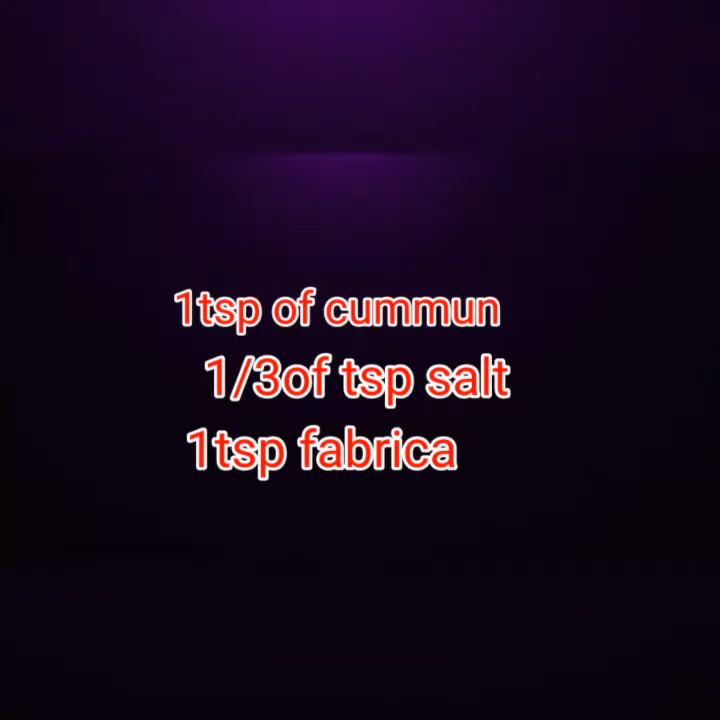 1tsp of cummun
1/3of tsp salt
1tsp fabrica